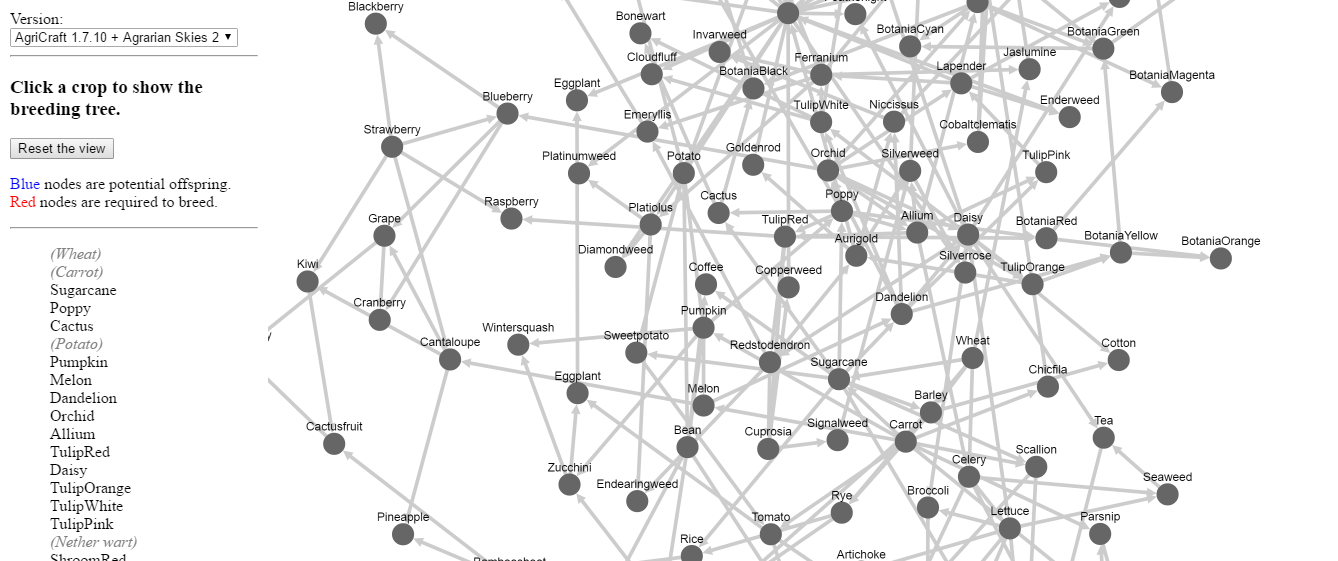 Version:
AgriCraft 1.7.10 + Agrarian Skies 2
Click a crop to show the
breeding tree.
Reset the view
Blue nodes are potential offspring.
Red nodes are required to breed.
(Wheat)
(Carrot)
Sugarcane
Poppy
Cactus
(Potato)
Pumpkin
Melon
Dandelion
Orchid
Allium
TulipRed
Daisy
TulipOrange
TulipWhite
TulipPink
(Nether wart)
ShroomRed
Blackberry
Bonewart
Invarweed
BotaniaCyan
BotaniaGreen
Cloudfluff
Ferranium
Jaslumine
Lapender
BotaniaBlack
BotaniaMagenta
Eggplant
Blueberry
TulipWhite
Niccissus
Enderweed
Emeryllis
Cobaltclematis
Strawberry
Goldenrod
Platinumweed
Potato
Orchid
Silverweed
TulipPink
Raspberry
Cactus
Poppy
Platiolus
Grape
TulipRed
Allium
Daisy
BotaniaRed
BotaniaYellow
BotaniaOrange
Aurigold
Diamondweed
Silverrose
Kiwi
Coffee
Copperweed
TulipOrange
Cranberry
Dandelion
Pumpkin
Wintersquash
Cantaloupe
Sweetpotato
Redstodendron
Wheat
Cotton
Sugarcane
Chicfila
Eggplant
Melon
Barley
Cactusfruit
Bean
Cuprosia
Signalweed
Carrot
Tea
Scallion
Zucchini
Celery
Seaweed
Endearingweed
Broccoli
Rye
Pineapple
Tomato
Lettuce
Parsnip
Rice
Artichoke